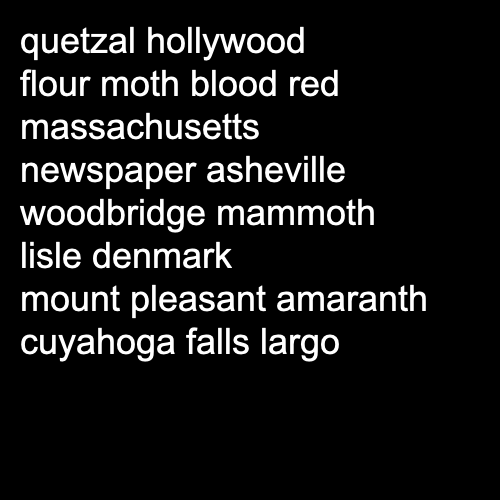 quetzal hollywood
flour moth blood red
massachusetts
newspaper asheville
woodbridge mammoth
lisle denmark
mount pleasant amaranth
cuyahoga falls largo